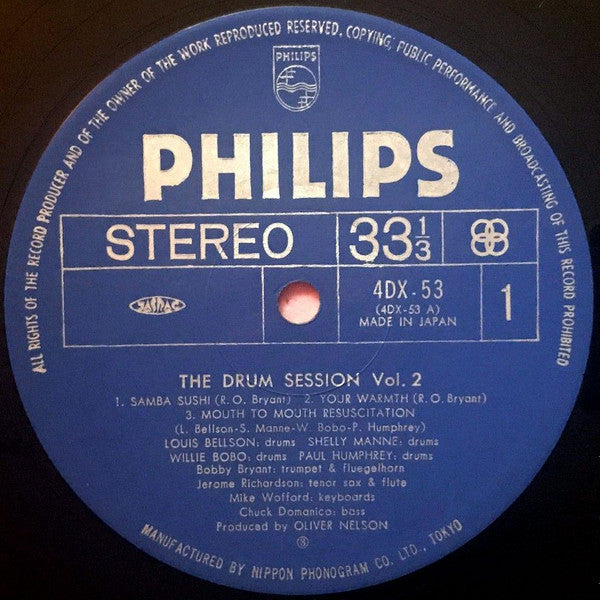 ALL RIGHTS OF THE RECORD PRODUCER AND OF THE OWNER OF THE WORK REPRODUCED RESERVED. COPYING, PUBLIC PERFORMANCE AND BROADCASTING OF THIS RECORD PROHIBITED
PHILIPS
PHILIPS
STEREO 33⅓
JASRAC 4DX-53 1
(4DX-53 A)
MADE IN JAPAN
THE DRUM SESSION Vol. 2
1. SAMBA SUSHI (R.O. Bryant) 2. YOUR WARMTH (R.O. Bryant)
3. MOUTH TO MOUTH RESUSCITATION
(L. Bellson-S. Manne-W. Bobo-P. Humphrey)
LOUIS BELLSON: drums SHELLY MANNE: drums
WILLIE BOBO: drums PAUL HUMPHREY: drums
Bobby Bryant: trumpet & fluegelhorn
Jerome Richardson: tenor sax & flute
Mike Wofford: keyboards
Chuck Domanico: bass
Produced by OLIVER NELSON
MANUFACTURED BY NIPPON PHONOGRAM CO. LTD., TOKYO